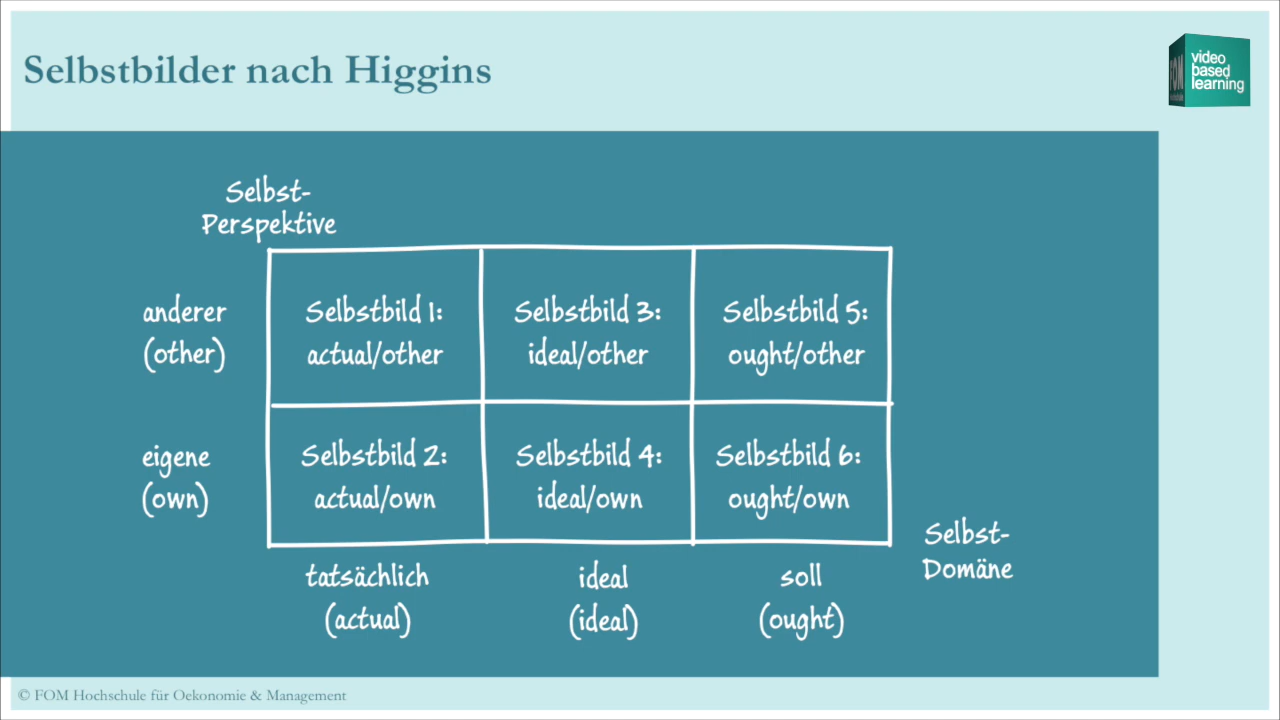 Selbstbilder nach Higgins
video
based
learning
FOM
Selbst-
Perspektive
anderer
(other)
Selbstbild 1:
actual/other
Selbstbild 3:
ideal/other
Selbstbild 5:
ought/other
eigene
(own)
Selbstbild 2:
actual/own
Selbstbild 4:
ideal/own
Selbstbild 6:
ought/own
Selbst-
Domäne
tatsächlich
(actual)
ideal
(ideal)
soll
(ought)
© FOM Hochschule für Oekonomie & Management